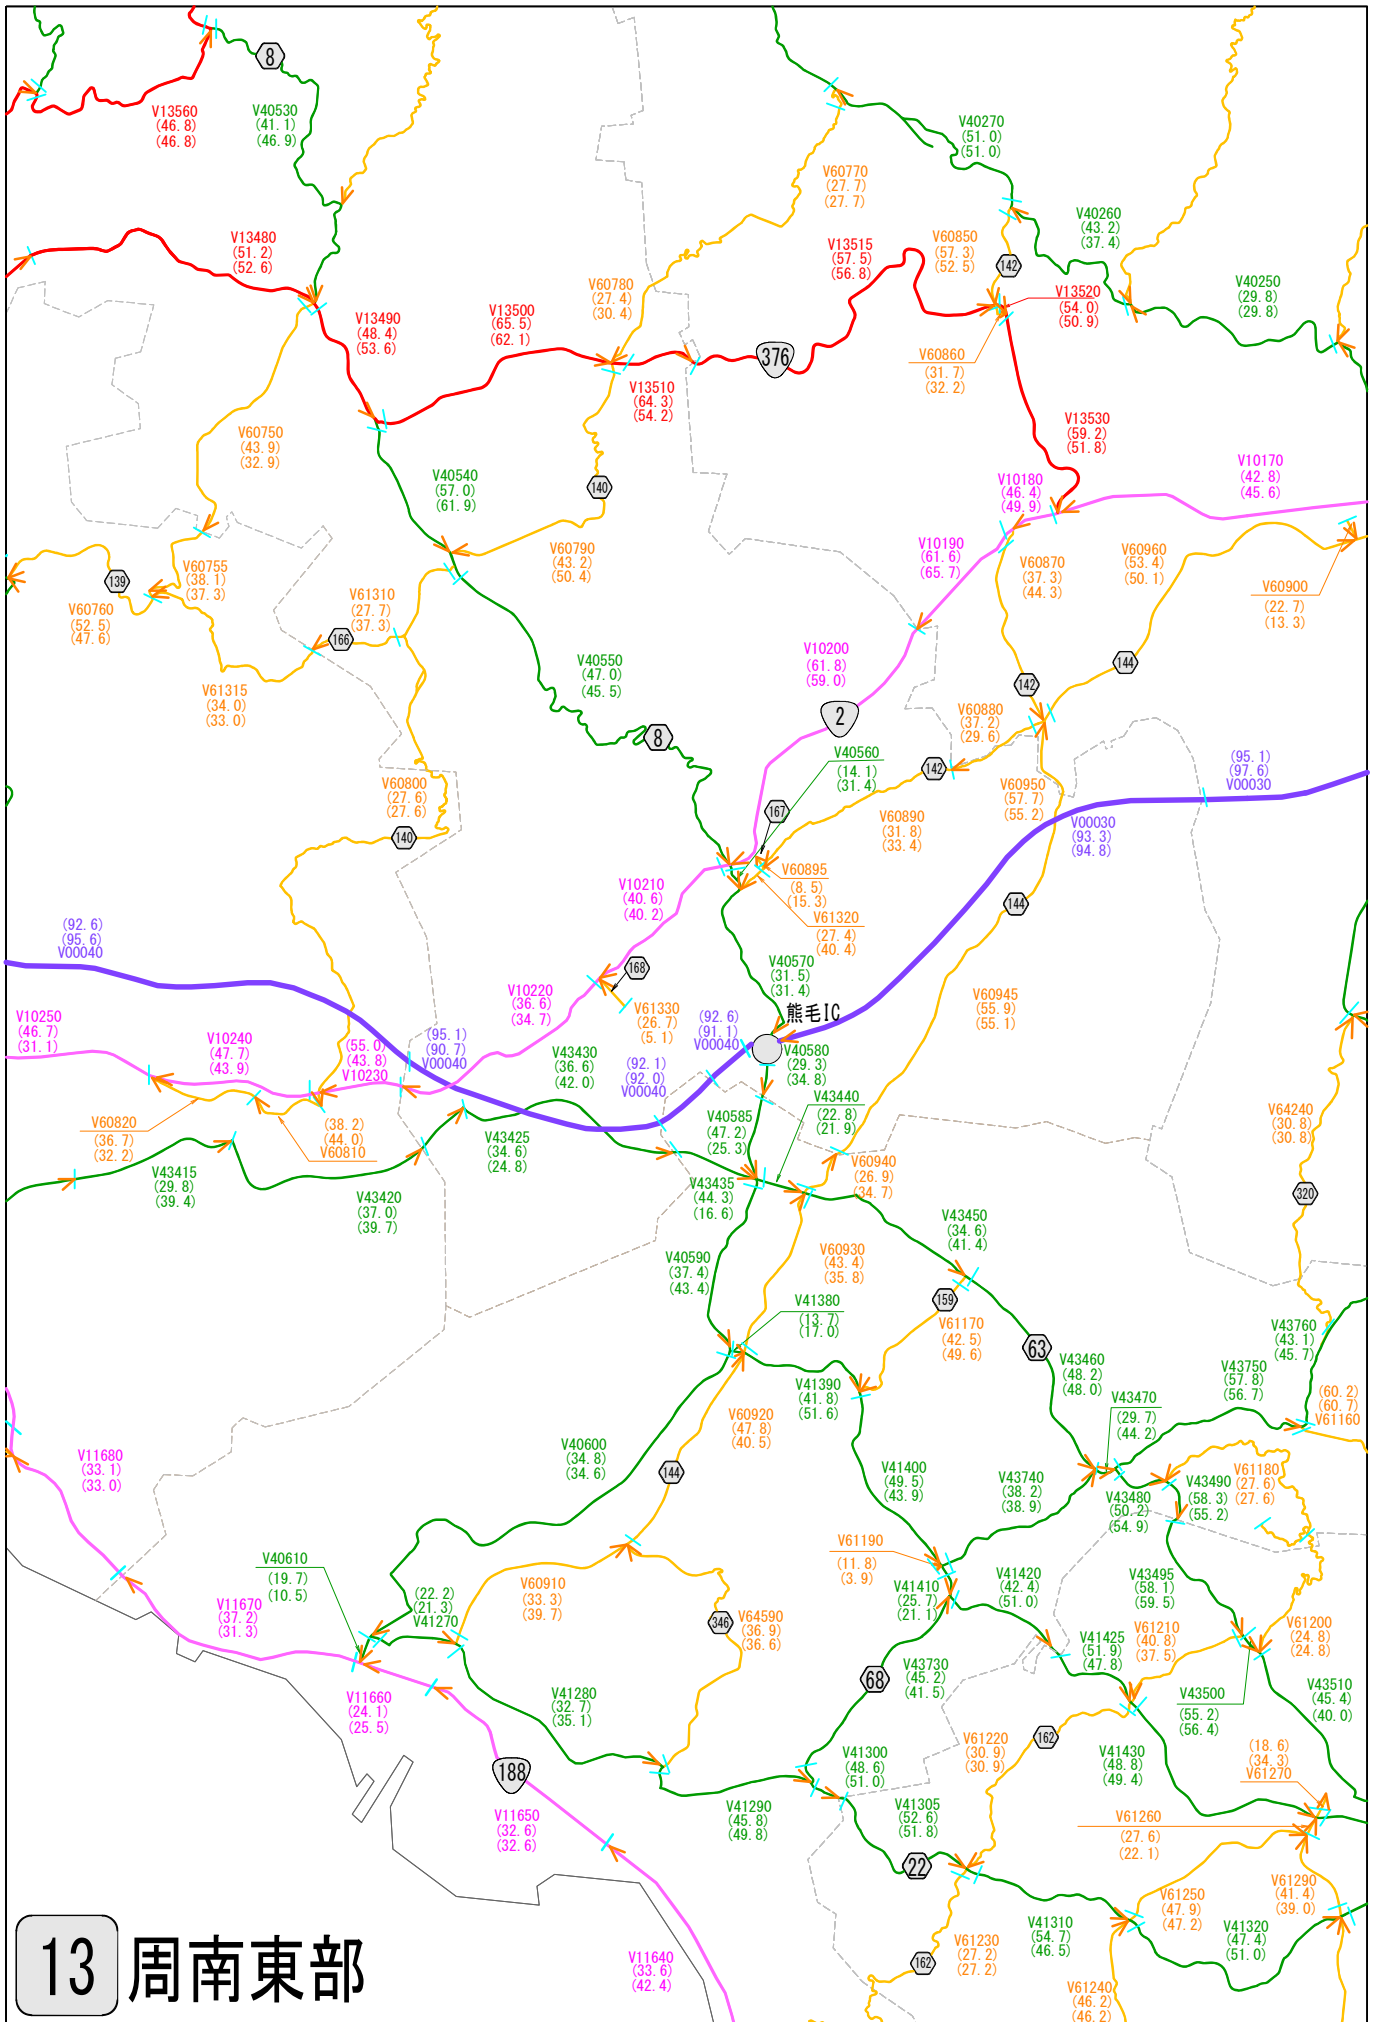 8
V13560
(46.8)
(46.8)
V40530
(41.1)
(46.9)
V40270
(51.0)
(51.0)
V60770
(27.7)
(27.7)
V40260
(43.2)
(37.4)
V13480
(51.2)
(52.6)
V13515
(57.5)
(56.8)
V60850
(57.3)
(52.5)
142
V40250
(29.8)
(29.8)
V60780
(27.4)
(30.4)
V13520
(54.0)
(50.9)
V13490
(48.4)
(53.6)
V13500
(65.5)
(62.1)
376
V60860
(31.7)
(32.2)
V13510
(64.3)
(54.2)
V60750
(43.9)
(32.9)
V13530
(59.2)
(51.8)
V40540
(57.0)
(61.9)
140
V10180
(46.4)
(49.9)
V10170
(42.8)
(45.6)
V60790
(43.2)
(50.4)
V10190
(61.6)
(65.7)
V60870
(37.3)
(44.3)
V60960
(53.4)
(50.1)
V60900
(22.7)
(13.3)
139
V60755
(38.1)
(37.3)
V60760
(52.5)
(47.6)
V61310
(27.7)
(37.3)
166
V40550
(47.0)
(45.5)
V10200
(61.8)
(59.0)
144
142
V61315
(34.0)
(33.0)
2
V60880
(37.2)
(29.6)
8
V40560
(14.1)
(31.4)
142
V60800
(27.6)
(27.6)
V60950
(57.7)
(55.2)
(95.1)
(97.6)
V00030
140
167
V60890
(31.8)
(33.4)
V00030
(93.3)
(94.8)
V10210
(40.6)
(40.2)
V60895
(8.5)
(15.3)
V61320
(27.4)
(40.4)
144
(92.6)
(95.6)
V00040
168
V40570
(31.5)
(31.4)
V60945
(55.9)
(55.1)
V10220
(36.6)
(34.7)
V61330
(26.7)
(5.1)
熊毛IC
V10250
(46.7)
(31.1)
V10240
(47.7)
(43.9)
(55.0)
(43.8)
V10230
(95.1)
(90.7)
V00040
(92.6)
(91.1)
V00040
V43430
(36.6)
(42.0)
(92.1)
(92.0)
V00040
V40580
(29.3)
(34.8)
V43440
(22.8)
(21.9)
V60820
(36.7)
(32.2)
(38.2)
(44.0)
V60810
V43425
(34.6)
(24.8)
V40585
(47.2)
(25.3)
V64240
(30.8)
(30.8)
V43415
(29.8)
(39.4)
V43420
(37.0)
(39.7)
V43435
(44.3)
(16.6)
V60940
(26.9)
(34.7)
320
V43450
(34.6)
(41.4)
V40590
(37.4)
(43.4)
V60930
(43.4)
(35.8)
159
V41380
(13.7)
(17.0)
V61170
(42.5)
(49.6)
63
V43760
(43.1)
(45.7)
V43460
(48.2)
(48.0)
V43750
(57.8)
(56.7)
V41390
(41.8)
(51.6)
V43470
(29.7)
(44.2)
(60.2)
(60.7)
V61160
V60920
(47.8)
(40.5)
V11680
(33.1)
(33.0)
V40600
(34.8)
(34.6)
144
V41400
(49.5)
(43.9)
V43740
(38.2)
(38.9)
V43480
(50.2)
(54.9)
V43490
(58.3)
(55.2)
V61180
(27.6)
(27.6)
V40610
(19.7)
(10.5)
V61190
(11.8)
(3.9)
V60910
(33.3)
(39.7)
(22.2)
(21.3)
V41270
V41410
(25.7)
(21.1)
V41420
(42.4)
(51.0)
V43495
(58.1)
(59.5)
V11670
(37.2)
(31.3)
346
V64590
(36.9)
(36.6)
V61210
(40.8)
(37.5)
V61200
(24.8)
(24.8)
V41425
(51.9)
(47.8)
V43730
(45.2)
(41.5)
68
V11660
(24.1)
(25.5)
V41280
(32.7)
(35.1)
V43500
(55.2)
(56.4)
V43510
(45.4)
(40.0)
V61220
(30.9)
(30.9)
162
V41430
(48.8)
(49.4)
(18.6)
(34.3)
V61270
188
V41300
(48.6)
(51.0)
V11650
(32.6)
(32.6)
V41290
(45.8)
(49.8)
V41305
(52.6)
(51.8)
V61260
(27.6)
(22.1)
22
V61250
(47.9)
(47.2)
V61290
(41.4)
(39.0)
V41310
(54.7)
(46.5)
V41320
(47.4)
(51.0)
V61230
(27.2)
(27.2)
162
V11640
(33.6)
(42.4)
V61240
(46.2)
(46.2)
13 周南東部